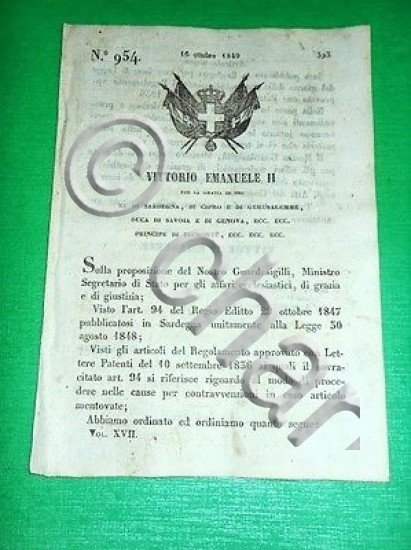 N.° 954.
16 ottobre 1849
393
VITTORIO EMANUELE II
PER LA GRAZIA DI DIO
RE DI SARDEGNA, DI CIPRO E DI GERUSALEMME,
DUCA DI SAVOIA E DI GENOVA, ECC. ECC.
PRINCIPE DI PIEMONTE, ECC. ECC. ECC.
Sulla proposizione del Nostro Guardasigilli, Ministro
Segretario di Stato per gli affari ecclesiastici, di grazia
e di giustizia;
Visto l'art. 94 del Regio Editto ottobre 1847
pubblicatosi in Sardegna unitamente alla Legge 30
agosto 1848;
Visti gli articoli del Regolamento approvato con Let-
tere Patenti del 10 settembre 1836 ai quali il sovra-
citato art. 94 si riferisce riguardo al modo di proce-
dere nelle cause per contravvenzioni in esso articolo
mentovate;
Abbiamo ordinato ed ordiniamo quanto segue:
VOL. XVII.
© char